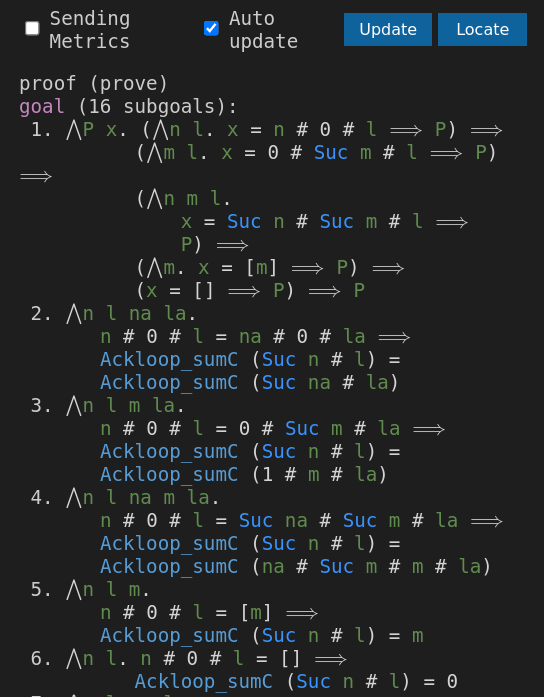 Sending Metrics
Auto update
Update
Locate
proof (prove)
goal (16 subgoals):
1. ⋀P x. (⋀n l. x = n # 0 # l ⟹ P) ⟹
(⋀m l. x = 0 # Suc m # l ⟹ P)
⟹
(⋀n m l.
x = Suc n # Suc m # l ⟹
P) ⟹
(⋀m. x = [m] ⟹ P) ⟹
(x = [] ⟹ P) ⟹ P
2. ⋀n l na la.
n # 0 # l = na # 0 # la ⟹
Ackloop_sumC (Suc n # l) =
Ackloop_sumC (Suc na # la)
3. ⋀n l m la.
n # 0 # l = 0 # Suc m # la ⟹
Ackloop_sumC (Suc n # l) =
Ackloop_sumC (1 # m # la)
4. ⋀n l na m la.
n # 0 # l = Suc na # Suc m # la ⟹
Ackloop_sumC (Suc n # l) =
Ackloop_sumC (na # Suc m # m # la)
5. ⋀n l m.
n # 0 # l = [m] ⟹
Ackloop_sumC (Suc n # l) = m
6. ⋀n l. n # 0 # l = [] ⟹
Ackloop_sumC (Suc n # l) = 0